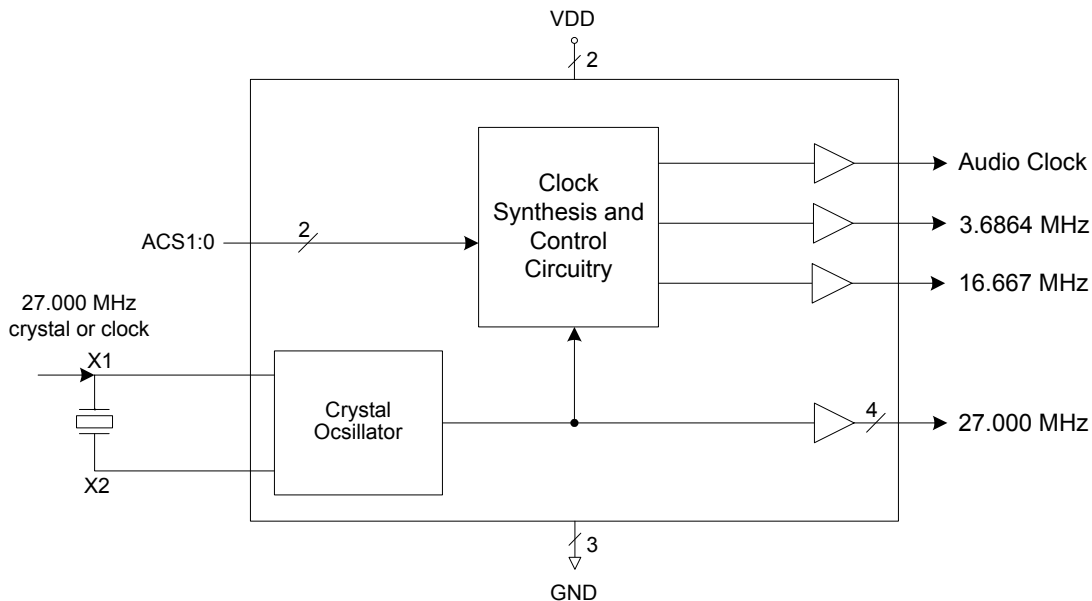 VDD
2
Clock
Synthesis and
Control
Circuitry
Audio Clock
3.6864 MHz
16.667 MHz
ACS1:0
2
27.000 MHz
crystal or clock
X1
X2
Crystal
Ocsillator
4
27.000 MHz
3
GND